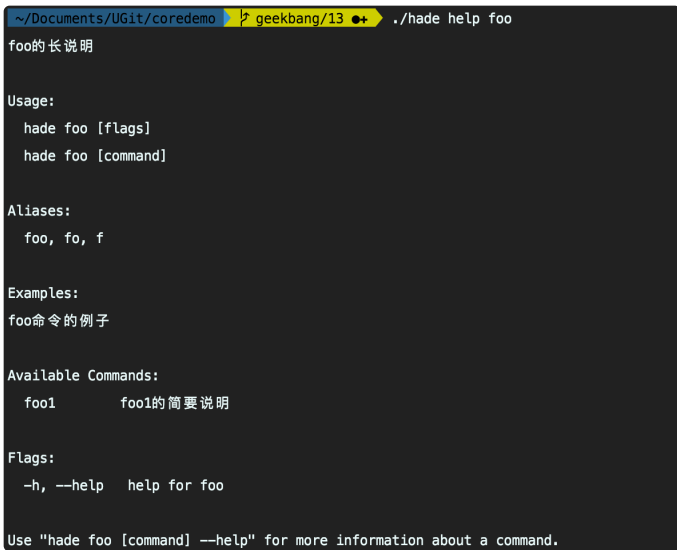 ~/Documents/UGit/coredemo geekbang/13 ./hade help foo
foo的长说明
Usage:
hade foo [flags]
hade foo [command]
Aliases:
foo, fo, f
Examples:
foo命令的例子
Available Commands:
foo1 foo1的简要说明
Flags:
-h, --help help for foo
Use "hade foo [command] --help" for more information about a command.